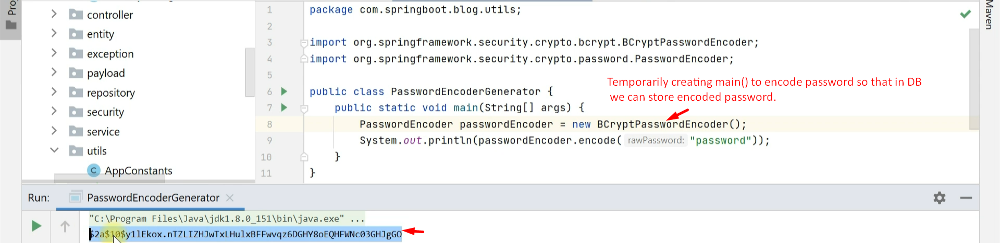 Pro
controller
entity
exception
payload
repository
security
service
utils
AppConstants
1 package com.springboot.blog.utils;
2
3 import org.springframework.security.crypto.bcrypt.BCryptPasswordEncoder;
4 import org.springframework.security.crypto.password.PasswordEncoder;
5
Temporarily creating main() to encode password so that in DB
we can store encoded password.
6 public class PasswordEncoderGenerator {
7 public static void main(String[] args) {
8 PasswordEncoder passwordEncoder = new BCryptPasswordEncoder();
9 System.out.println(passwordEncoder.encode( rawPassword: "password"));
10 }
11 }
Maven
Run: PasswordEncoderGenerator
"C:\Program Files\Java\jdk1.8.0_151\bin\java.exe" ...
$2a$10$y1lEkox.nTZLIZHJwTxLHulxBFFwvqz6DGHY8oEQHFWNc03GHJgGO